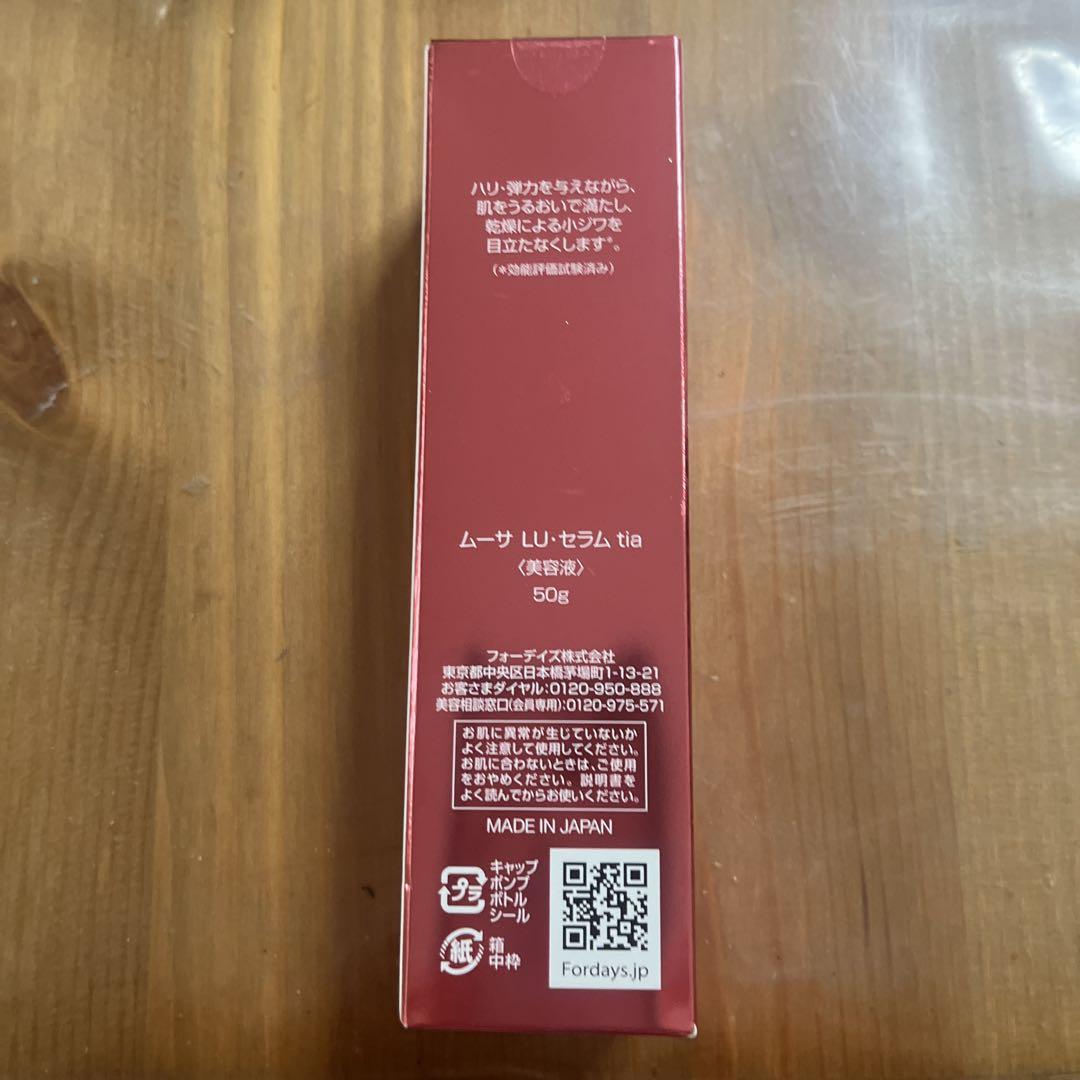 ハリ・弾力を与えながら、
肌をうるおいで満たし、
乾燥による小ジワを
目立たなくします*。
(*効能評価試験済み)
ムーサ LU・セラム tia
〈美容液〉
50g
フォーデイズ株式会社
東京都中央区日本橋茅場町1-13-21
お客さまダイヤル:0120-950-888
美容相談窓口(会員専用):0120-975-571
お肌に異常が生じていないか
よく注意して使用してください。
お肌に合わないときは、ご使用
をおやめください。説明書を
よく読んでからお使いください。
MADE IN JAPAN
プラ
キャップ
ポンプ
ボトル
シール
紙
箱
中枠
Fordays.jp